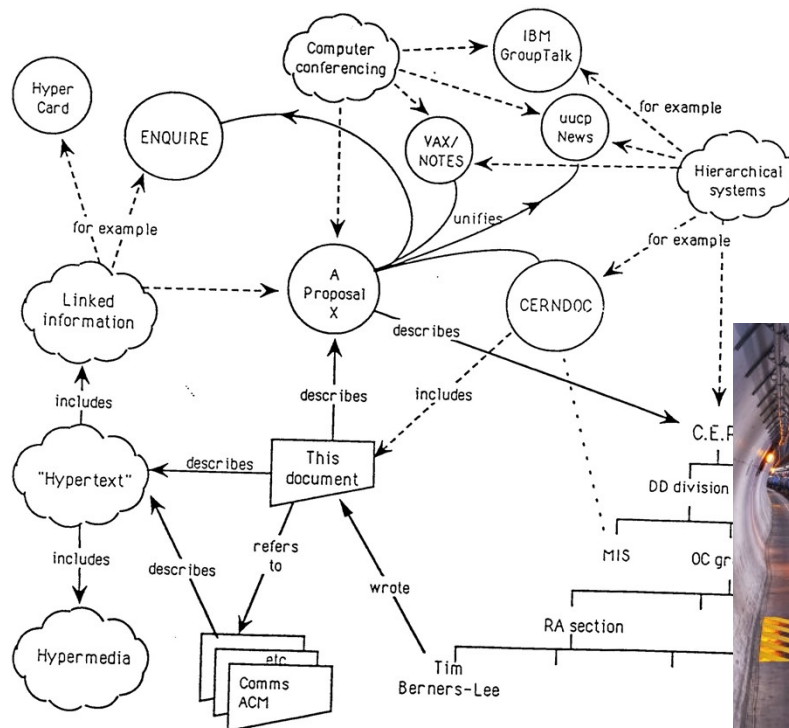 IBM
GroupTalk
Computer
conferencing
Hyper
Card
ENQUIRE
VAX/
NOTES
uucp
News
for example
Hierarchical
systems
unifies
for example
for example
A
Proposal
X
CERNDOC
Linked
information
describes
includes
describes
includes
C.E.R
This
document
describes
"Hypertext"
DD division
refers
to
MIS
OC gr
includes
describes
wrote
RA section
Hypermedia
etc
Tim
Berners-Lee
Comms
ACM